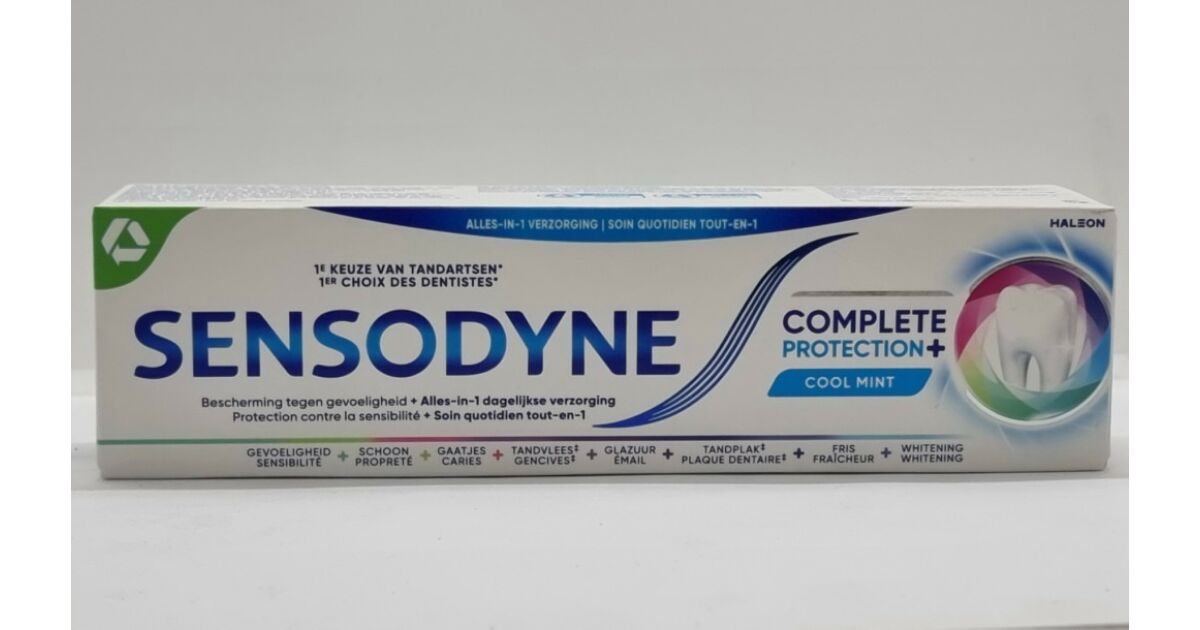 ALLES-IN-1 VERZORGING | SOIN QUOTIDIEN TOUT-EN-1
HALEON
1E KEUZE VAN TANDARTSEN*
1ER CHOIX DES DENTISTES*
SENSODYNE
COMPLETE
PROTECTION+
COOL MINT
Bescherming tegen gevoeligheid + Alles-in-1 dagelijkse verzorging
Protection contre la sensibilité + Soin quotidien tout-en-1
GEVOELIGHEID + SCHOON + GAATJES + TANDVLEES‡ + GLAZUUR + TANDPLAK‡ + FRIS + WHITENING
SENSIBILITÉ PROPRETÉ CARIES GENCIVES‡ ÉMAIL PLAQUE DENTAIRE‡ FRAÎCHEUR WHITENING